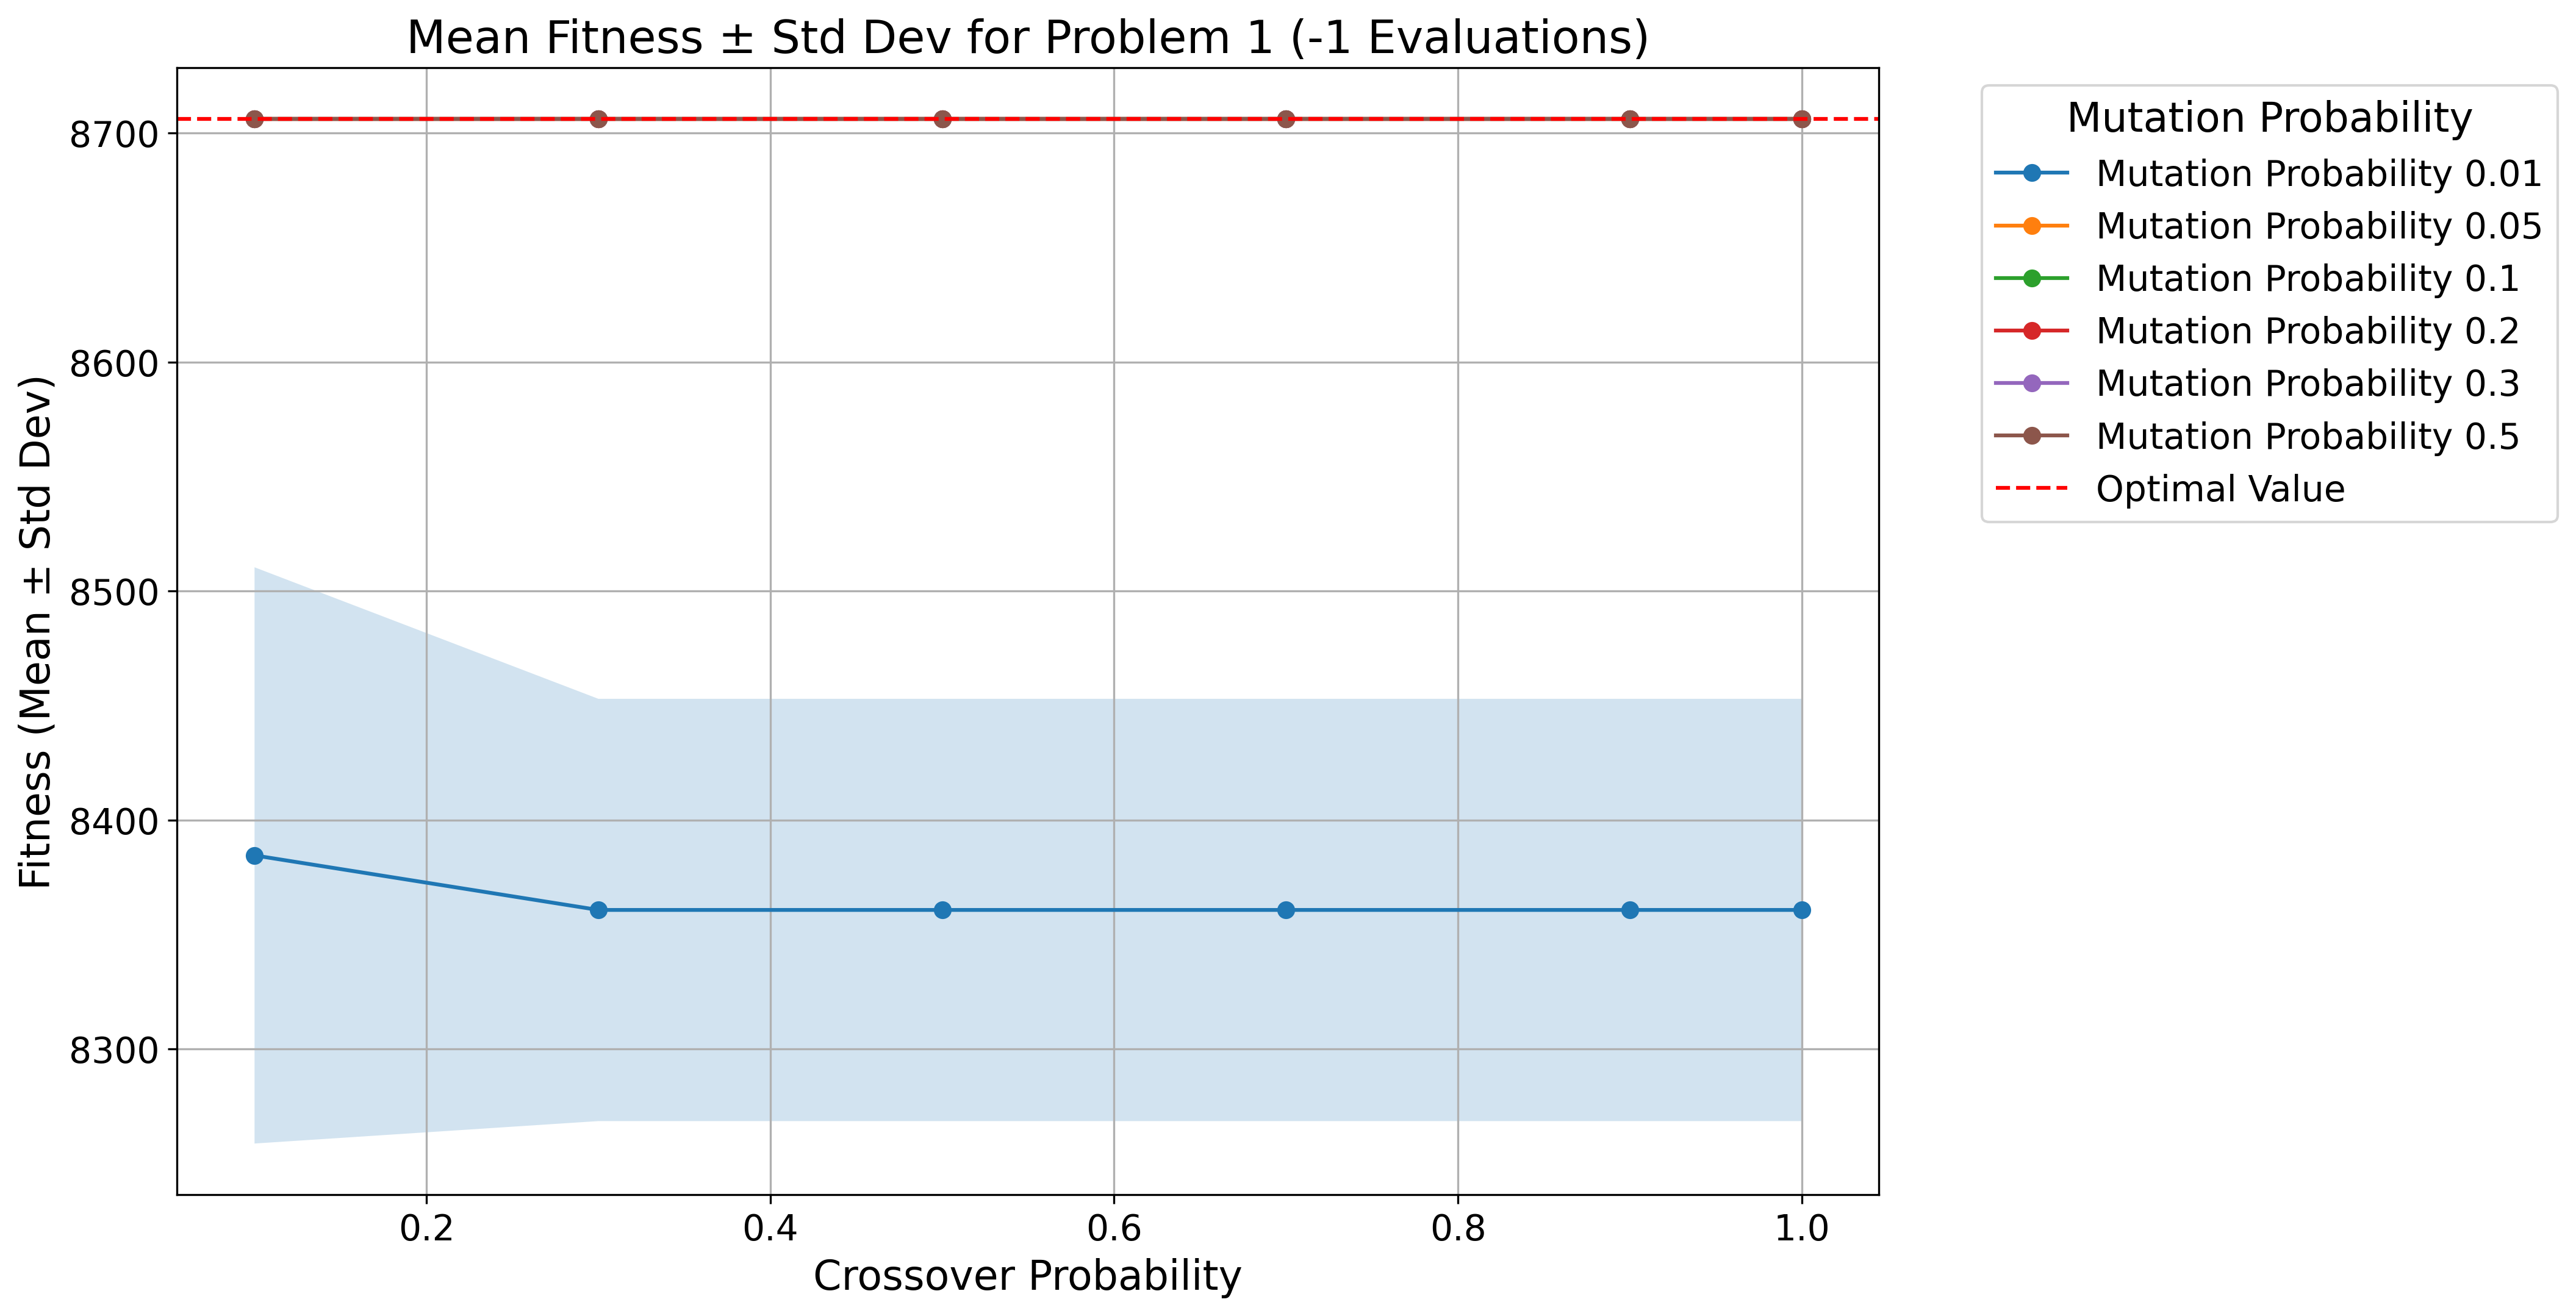 Mean Fitness ± Std Dev for Problem 1 (-1 Evaluations)
Fitness (Mean ± Std Dev)
8700
8600
8500
8400
8300
0.2
0.4
0.6
0.8
1.0
Crossover Probability
Mutation Probability
Mutation Probability 0.01
Mutation Probability 0.05
Mutation Probability 0.1
Mutation Probability 0.2
Mutation Probability 0.3
Mutation Probability 0.5
Optimal Value